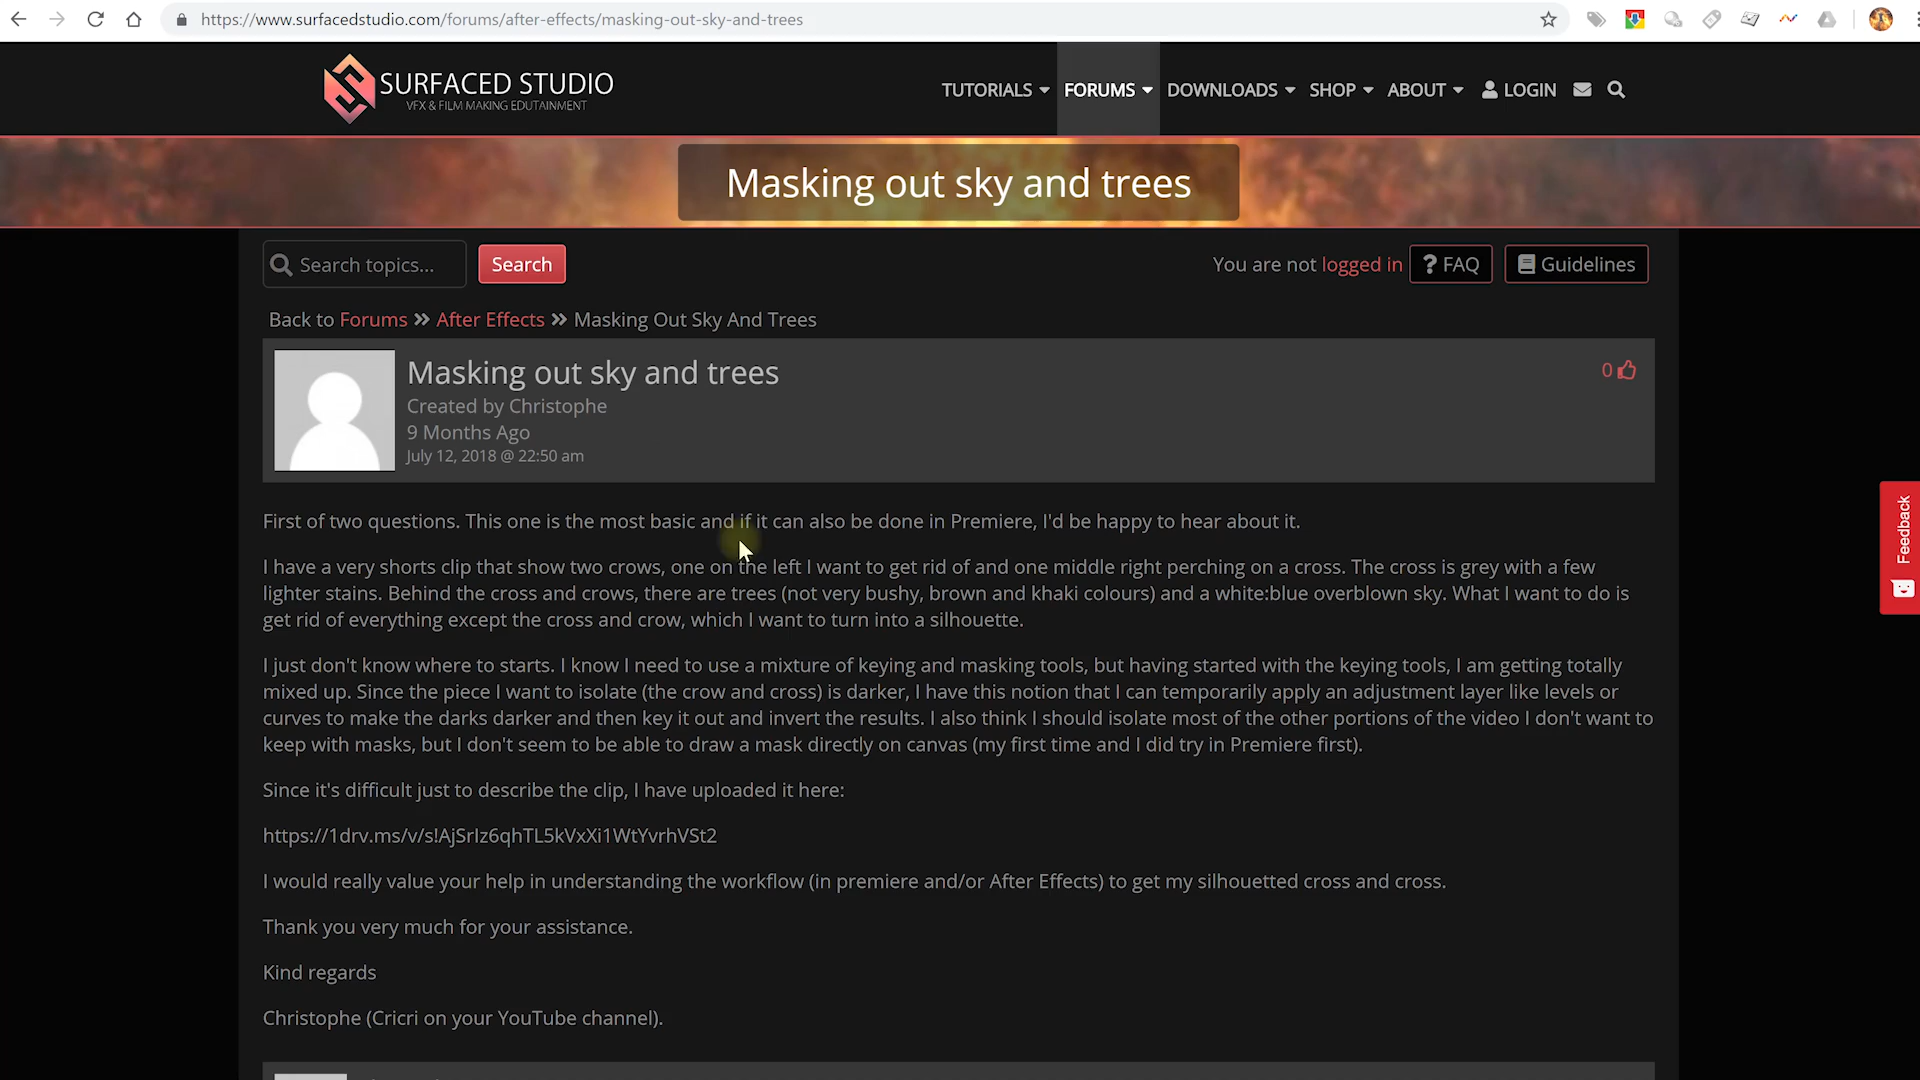 https://www.surfacedstudio.com/forums/after-effects/masking-out-sky-and-trees
SURFACED STUDIO
VFX & FILM MAKING EDUTAINMENT
TUTORIALS FORUMS DOWNLOADS SHOP ABOUT LOGIN
Masking out sky and trees
Search topics... Search You are not logged in ? FAQ Guidelines
Back to Forums » After Effects » Masking Out Sky And Trees
Masking out sky and trees
0
Created by Christophe
9 Months Ago
July 12, 2018 @ 22:50 am
First of two questions. This one is the most basic and if it can also be done in Premiere, I'd be happy to hear about it.
I have a very shorts clip that show two crows, one on the left I want to get rid of and one middle right perching on a cross. The cross is grey with a few
lighter stains. Behind the cross and crows, there are trees (not very bushy, brown and khaki colours) and a white:blue overblown sky. What I want to do is
get rid of everything except the cross and crow, which I want to turn into a silhouette.
I just don't know where to starts. I know I need to use a mixture of keying and masking tools, but having started with the keying tools, I am getting totally
mixed up. Since the piece I want to isolate (the crow and cross) is darker, I have this notion that I can temporarily apply an adjustment layer like levels or
curves to make the darks darker and then key it out and invert the results. I also think I should isolate most of the other portions of the video I don't want to
keep with masks, but I don't seem to be able to draw a mask directly on canvas (my first time and I did try in Premiere first).
Since it's difficult just to describe the clip, I have uploaded it here:
https://1drv.ms/v/s!AjSrIz6qhTL5kVxXi1WtYvrhVSt2
I would really value your help in understanding the workflow (in premiere and/or After Effects) to get my silhouetted cross and cross.
Thank you very much for your assistance.
Kind regards
Christophe (Cricri on your YouTube channel).
Feedback